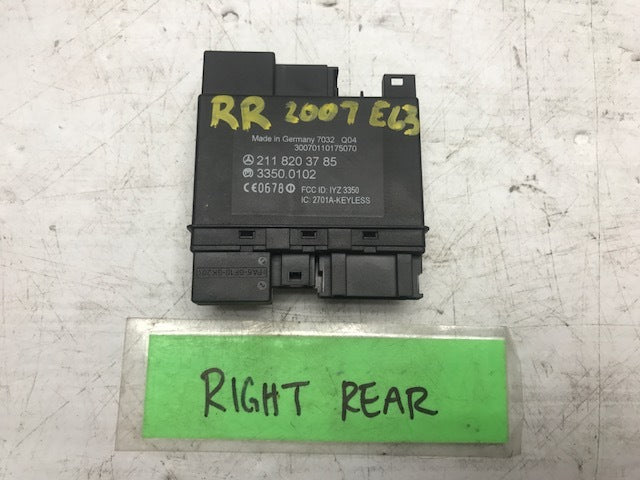 RR 2007 E63
Made in Germany 7032 Q04
30070110175070
211 820 37 85
3350.0102
CE0678 FCC ID: IYZ 3350
IC: 2701A-KEYLESS
RIGHT REAR